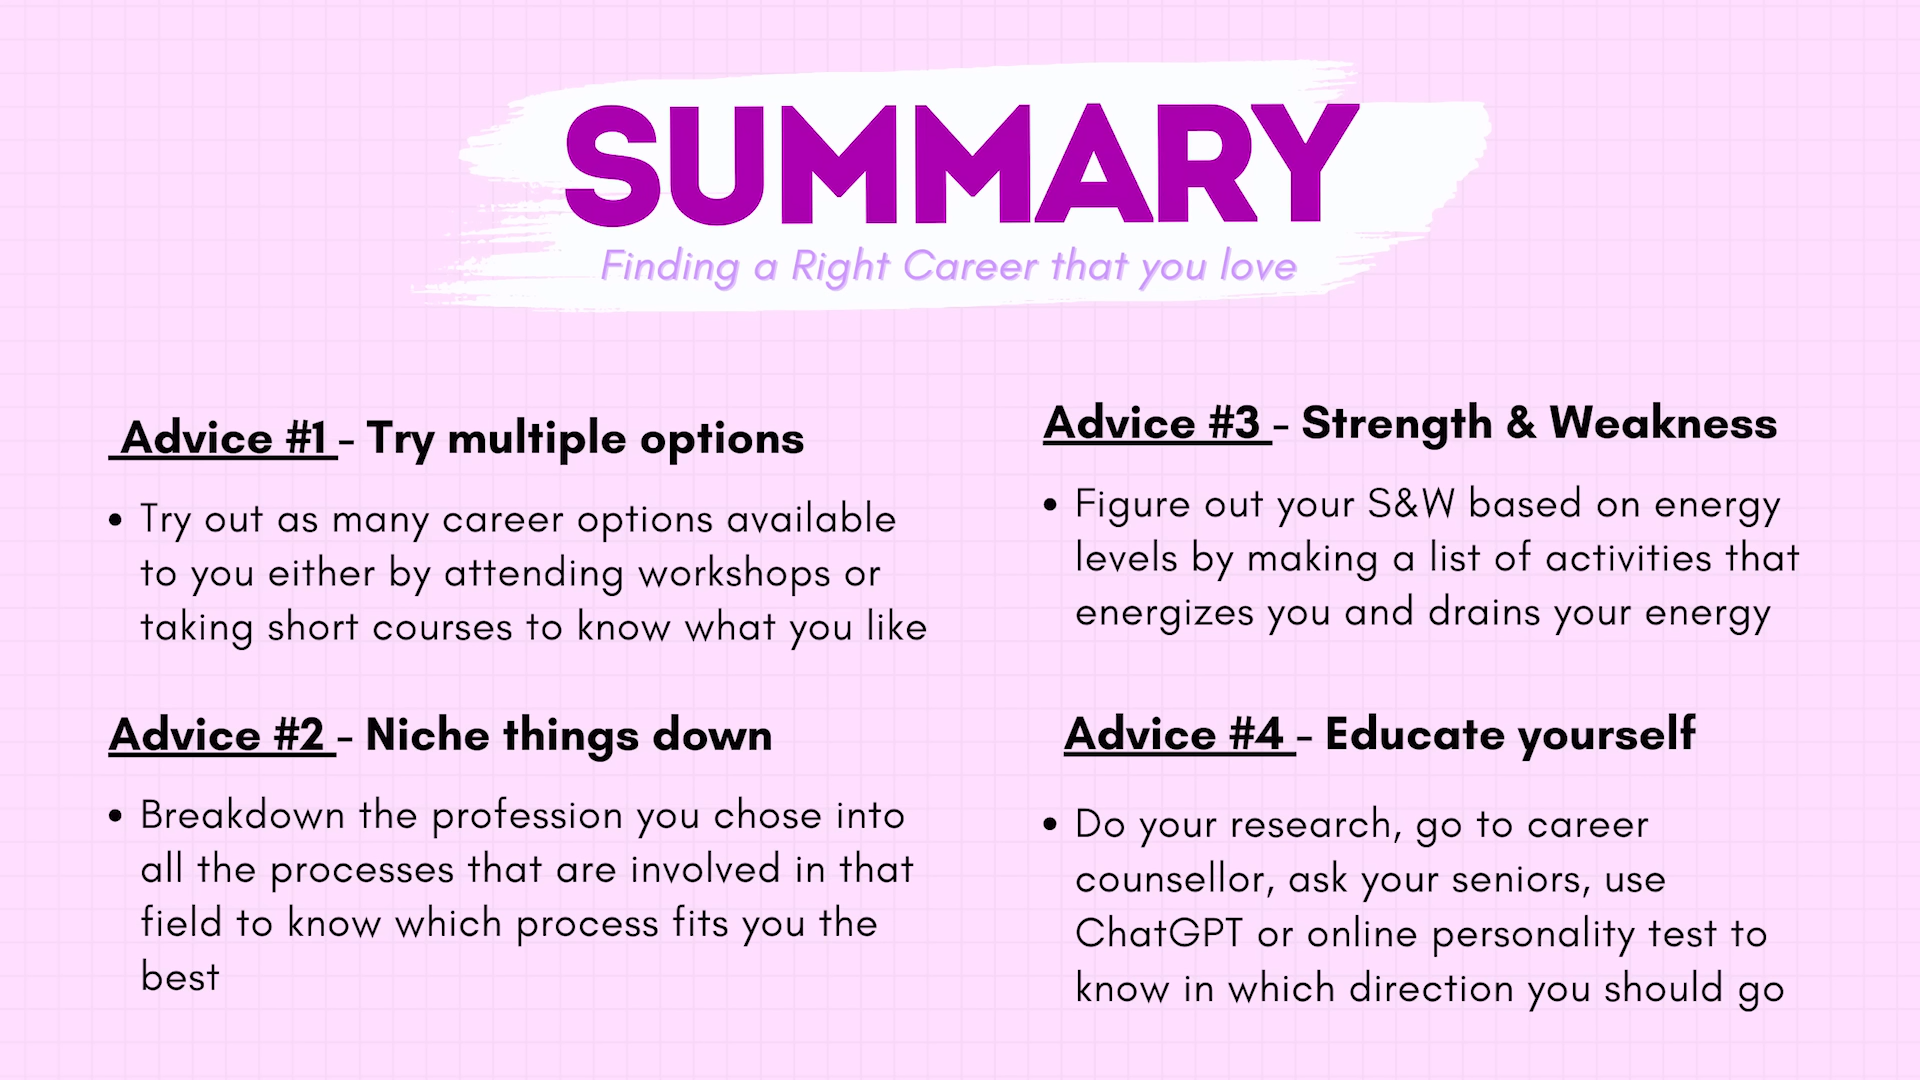 SUMMARY
Finding a Right Career that you love
Advice #1 - Try multiple options
• Try out as many career options available
to you either by attending workshops or
taking short courses to know what you like
Advice #2 - Niche things down
• Breakdown the profession you chose into
all the processes that are involved in that
field to know which process fits you the
best
Advice #3 - Strength & Weakness
• Figure out your S&W based on energy
levels by making a list of activities that
energizes you and drains your energy
Advice #4 - Educate yourself
• Do your research, go to career
counsellor, ask your seniors, use
ChatGPT or online personality test to
know in which direction you should go